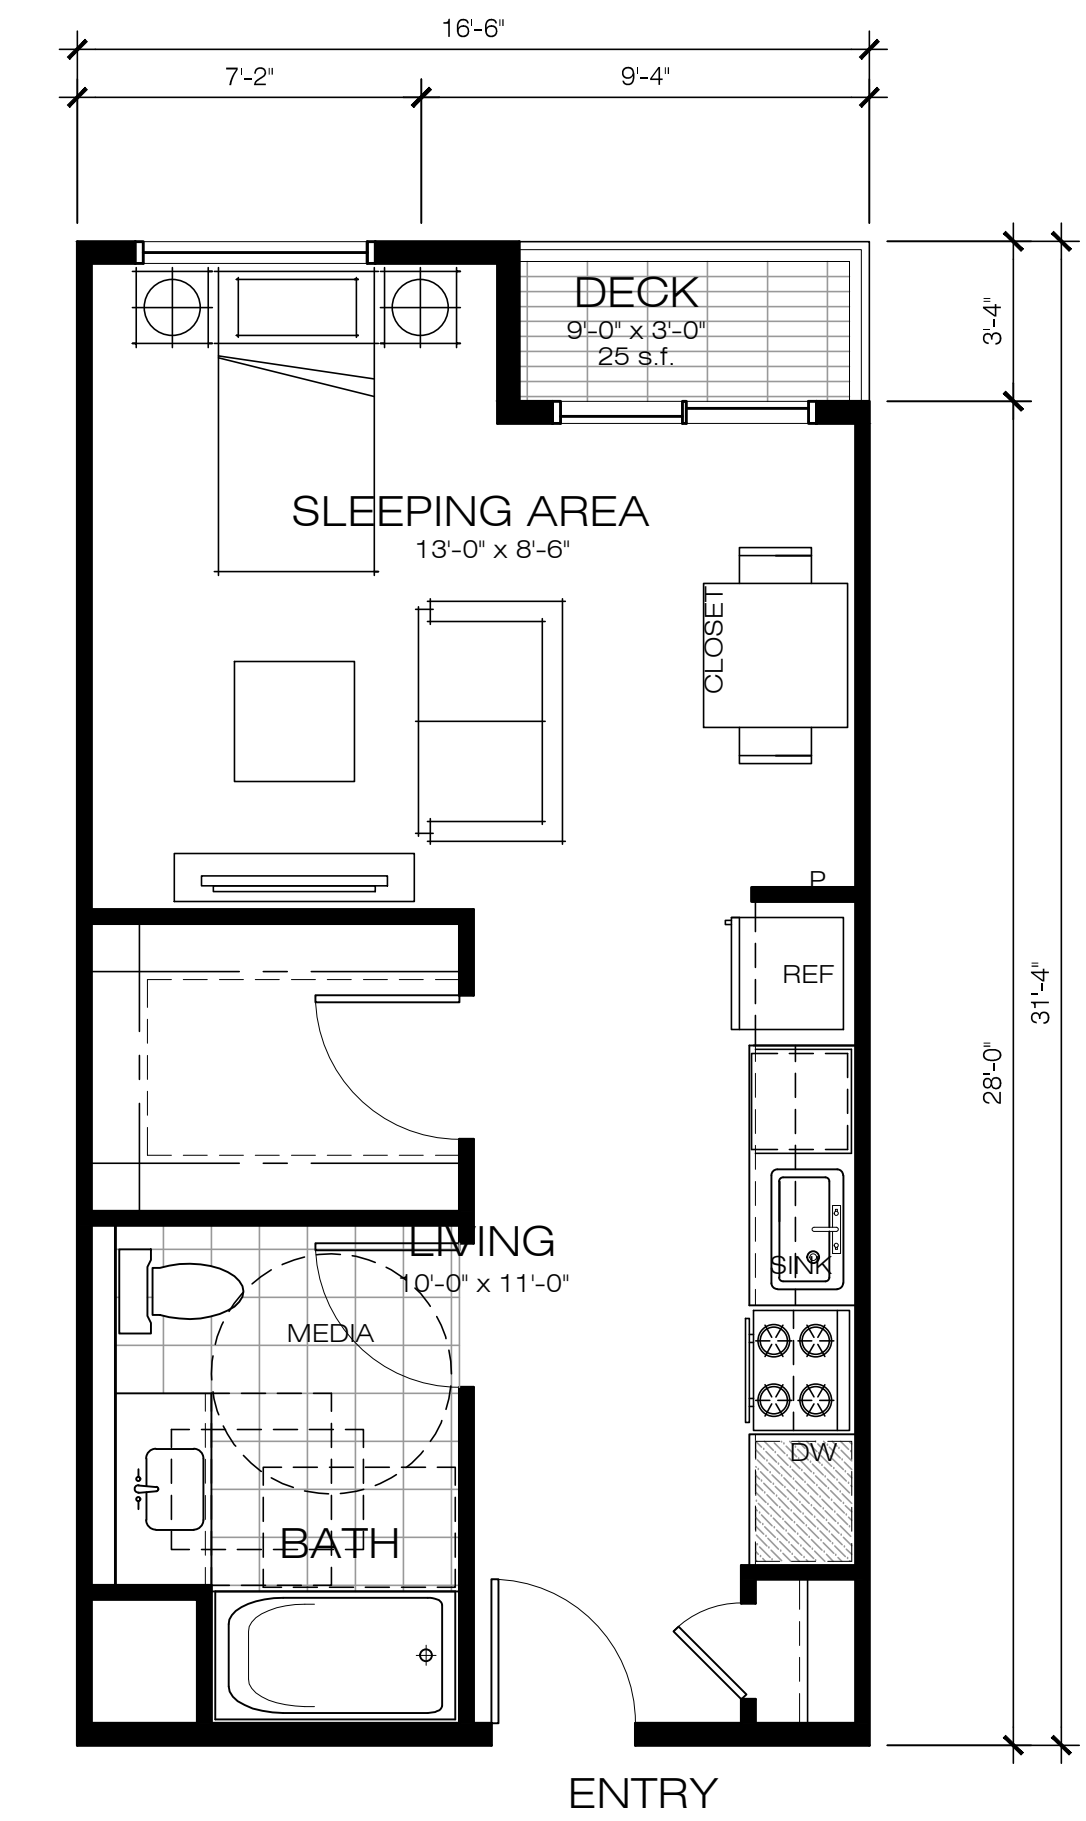 16'-6"
7'-2"
9'-4"
DECK
9'-0" x 3'-0"
25 s.f.
3'-4"
SLEEPING AREA
13'-0" x 8'-6"
CLOSET
P
REF
31'-4"
28'-0"
LIVING
10'-0" x 11'-0"
SINK
MEDIA
DW
BATH
ENTRY